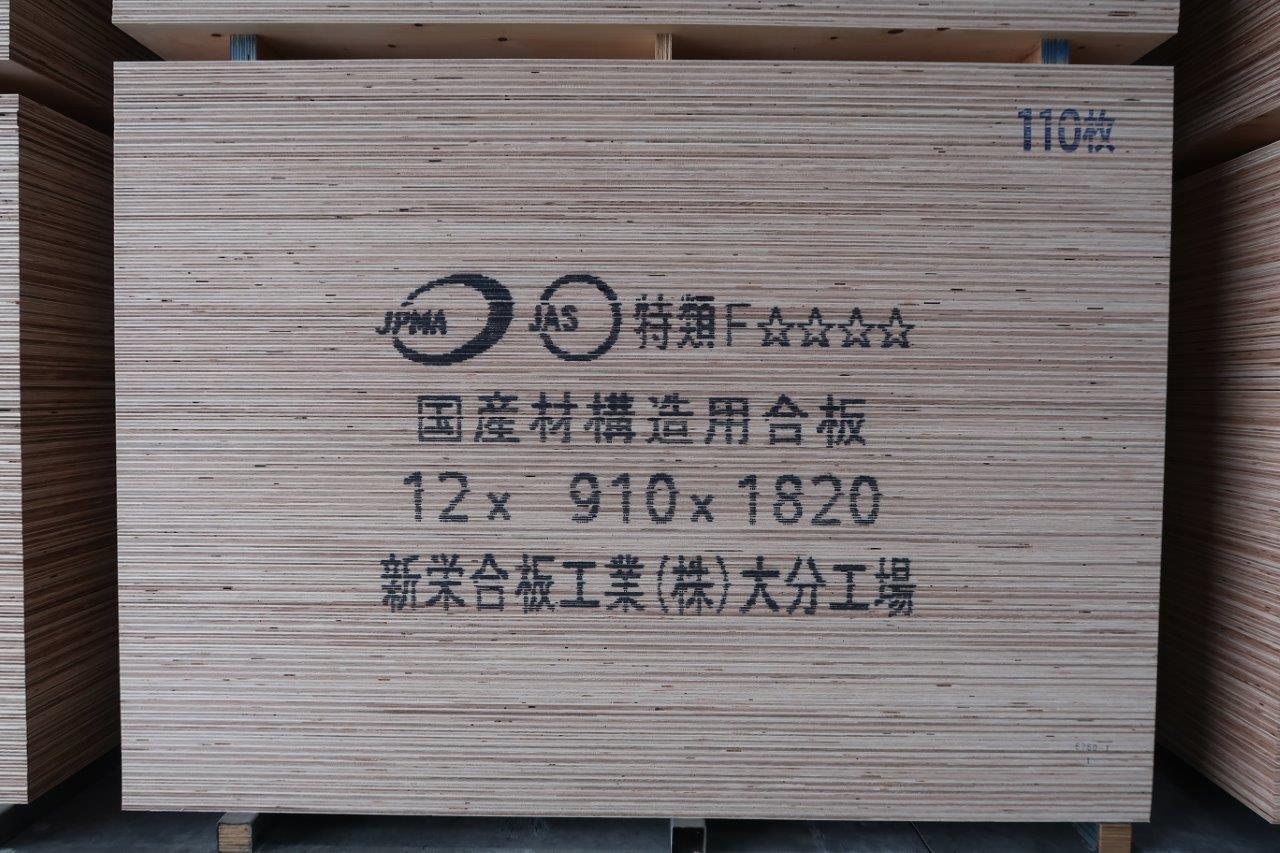 110枚
JPMA JAS 特類F☆☆☆☆
国産材構造用合板
12x 910x1820
新栄合板工業(株)大分工場